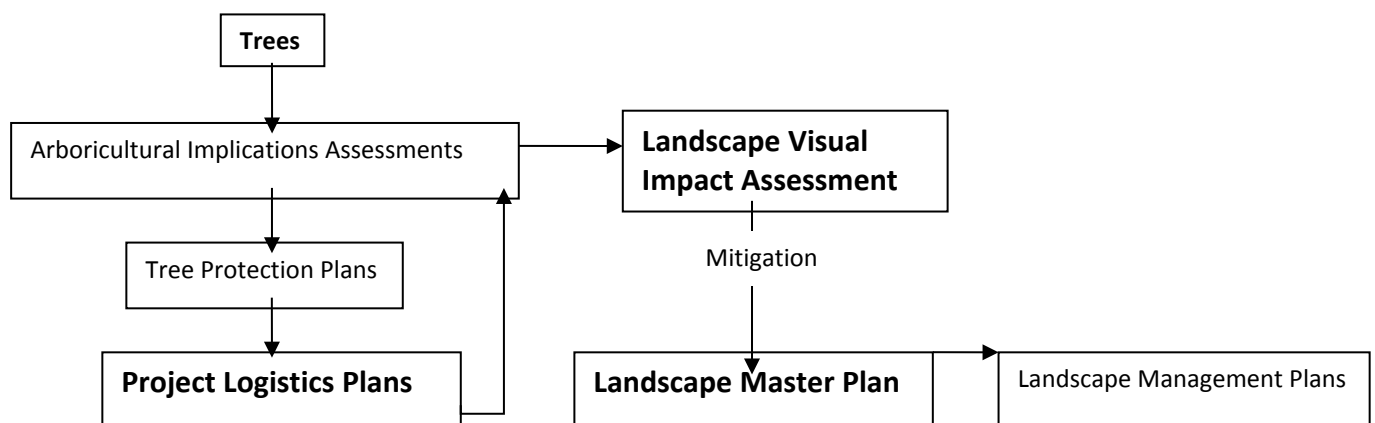 Trees
Arboricultural Implications Assessments
Landscape Visual
Impact Assessment
Tree Protection Plans
Mitigation
Project Logistics Plans
Landscape Master Plan
Landscape Management Plans